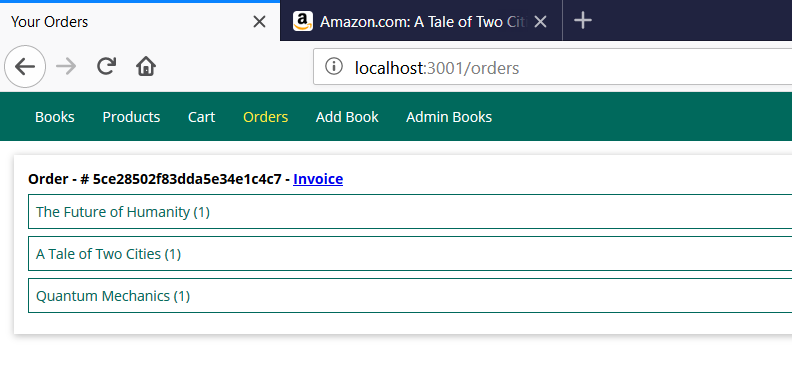 Your Orders
Amazon.com: A Tale of Two Cit
localhost:3001/orders
Books Products Cart Orders Add Book Admin Books
Order - # 5ce28502f83dda5e34e1c4c7 - Invoice
The Future of Humanity (1)
A Tale of Two Cities (1)
Quantum Mechanics (1)